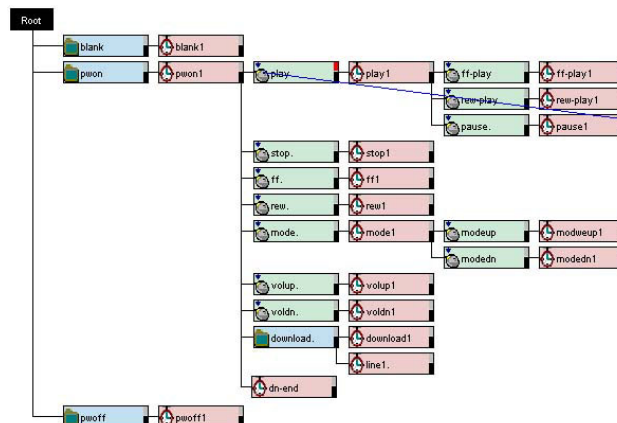 Root
blank blank1
pwon pwon1 play play1 ff-play ff-play1
rew-play rew-play1
pause. pause1
stop. stop1
ff. ff1
rew. rew1
mode. mode1 modeup modweup1
modedn modedn1
volup. volup1
voldn. voldn1
download. download1
line1.
dn-end
pwoff pwoff1